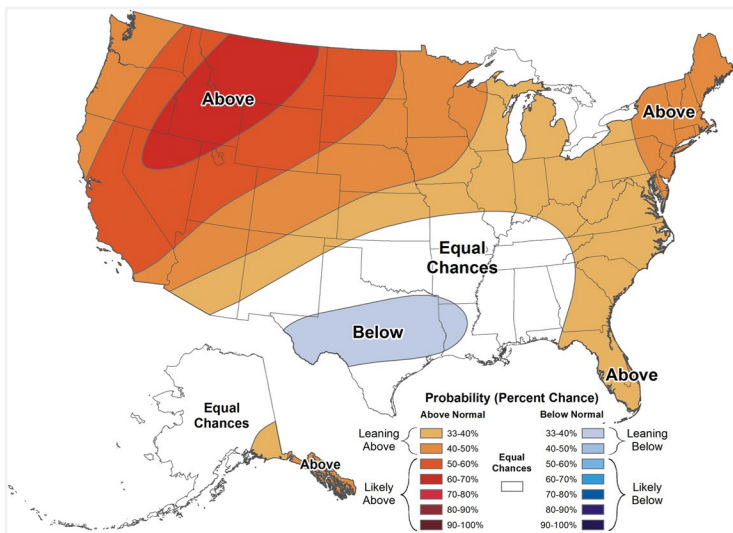 Above
Above
Equal
Chances
Below
Above
Equal
Chances
Above
Probability (Percent Chance)
Above Normal
Below Normal
Leaning
Above
33-40%
40-50%
Likely
Above
50-60%
60-70%
70-80%
80-90%
90-100%
Equal
Chances
33-40%
40-50%
Leaning
Below
50-60%
60-70%
70-80%
80-90%
90-100%
Likely
Below